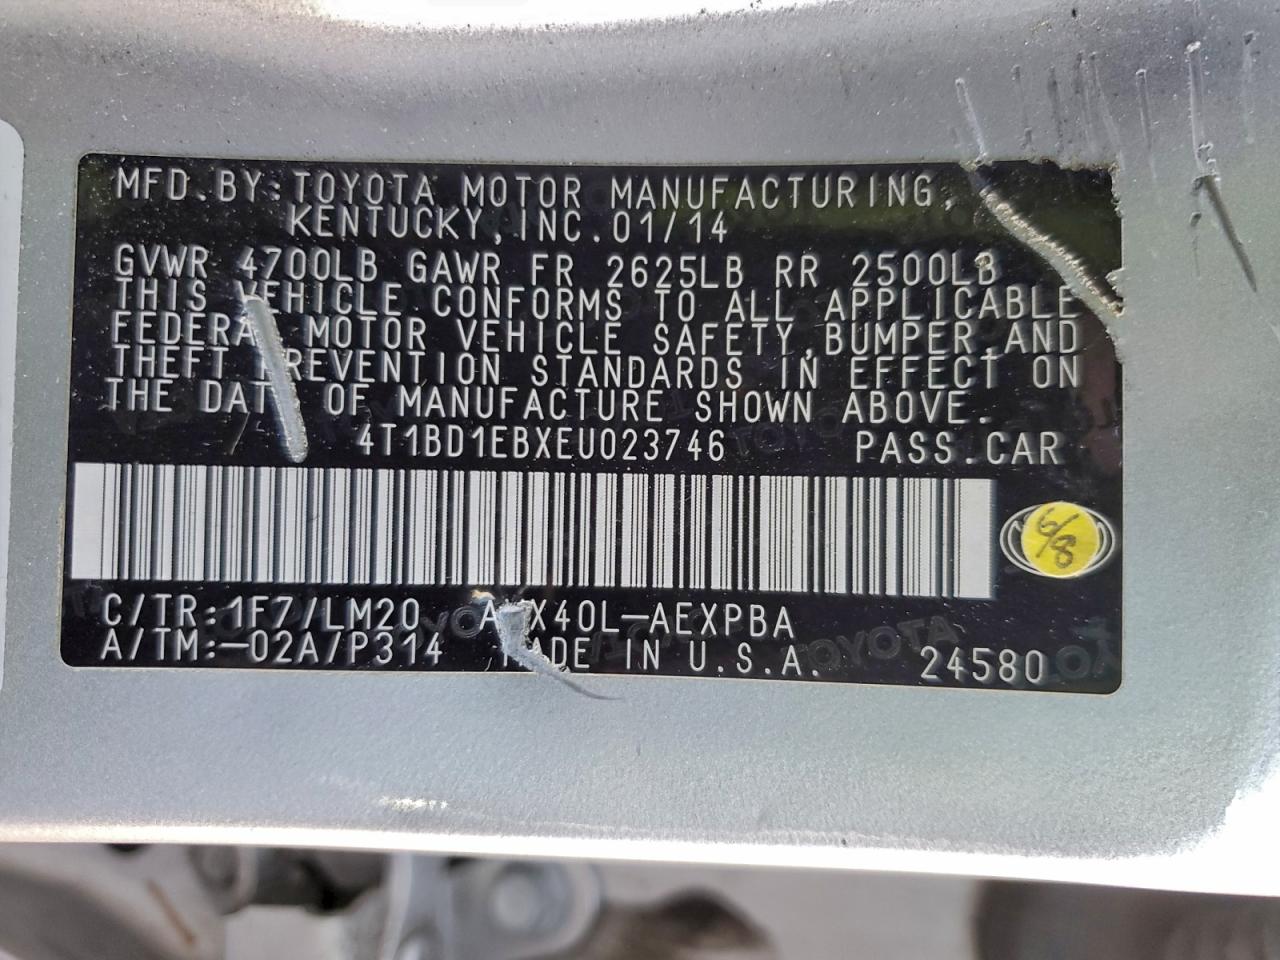 MFD.BY:TOYOTA MOTOR MANUFACTURING,
KENTUCKY,INC.01/14
GVWR 4700LB GAWR FR 2625LB RR 2500LB
THIS VEHICLE CONFORMS TO ALL APPLICABLE
FEDERA MOTOR VEHICLE SAFETY,BUMPER,AND
THEFT PREVENTION STANDARDS IN EFFECT ON
THE DAT OF MANUFACTURE SHOWN ABOVE.
4T1BD1EBXEU023746 PASS.CAR
6/8
C/TR:1F7/LM20 A X40L-AEXPBA
A/TM:-02A/P314 MADE IN U.S.A. 24580